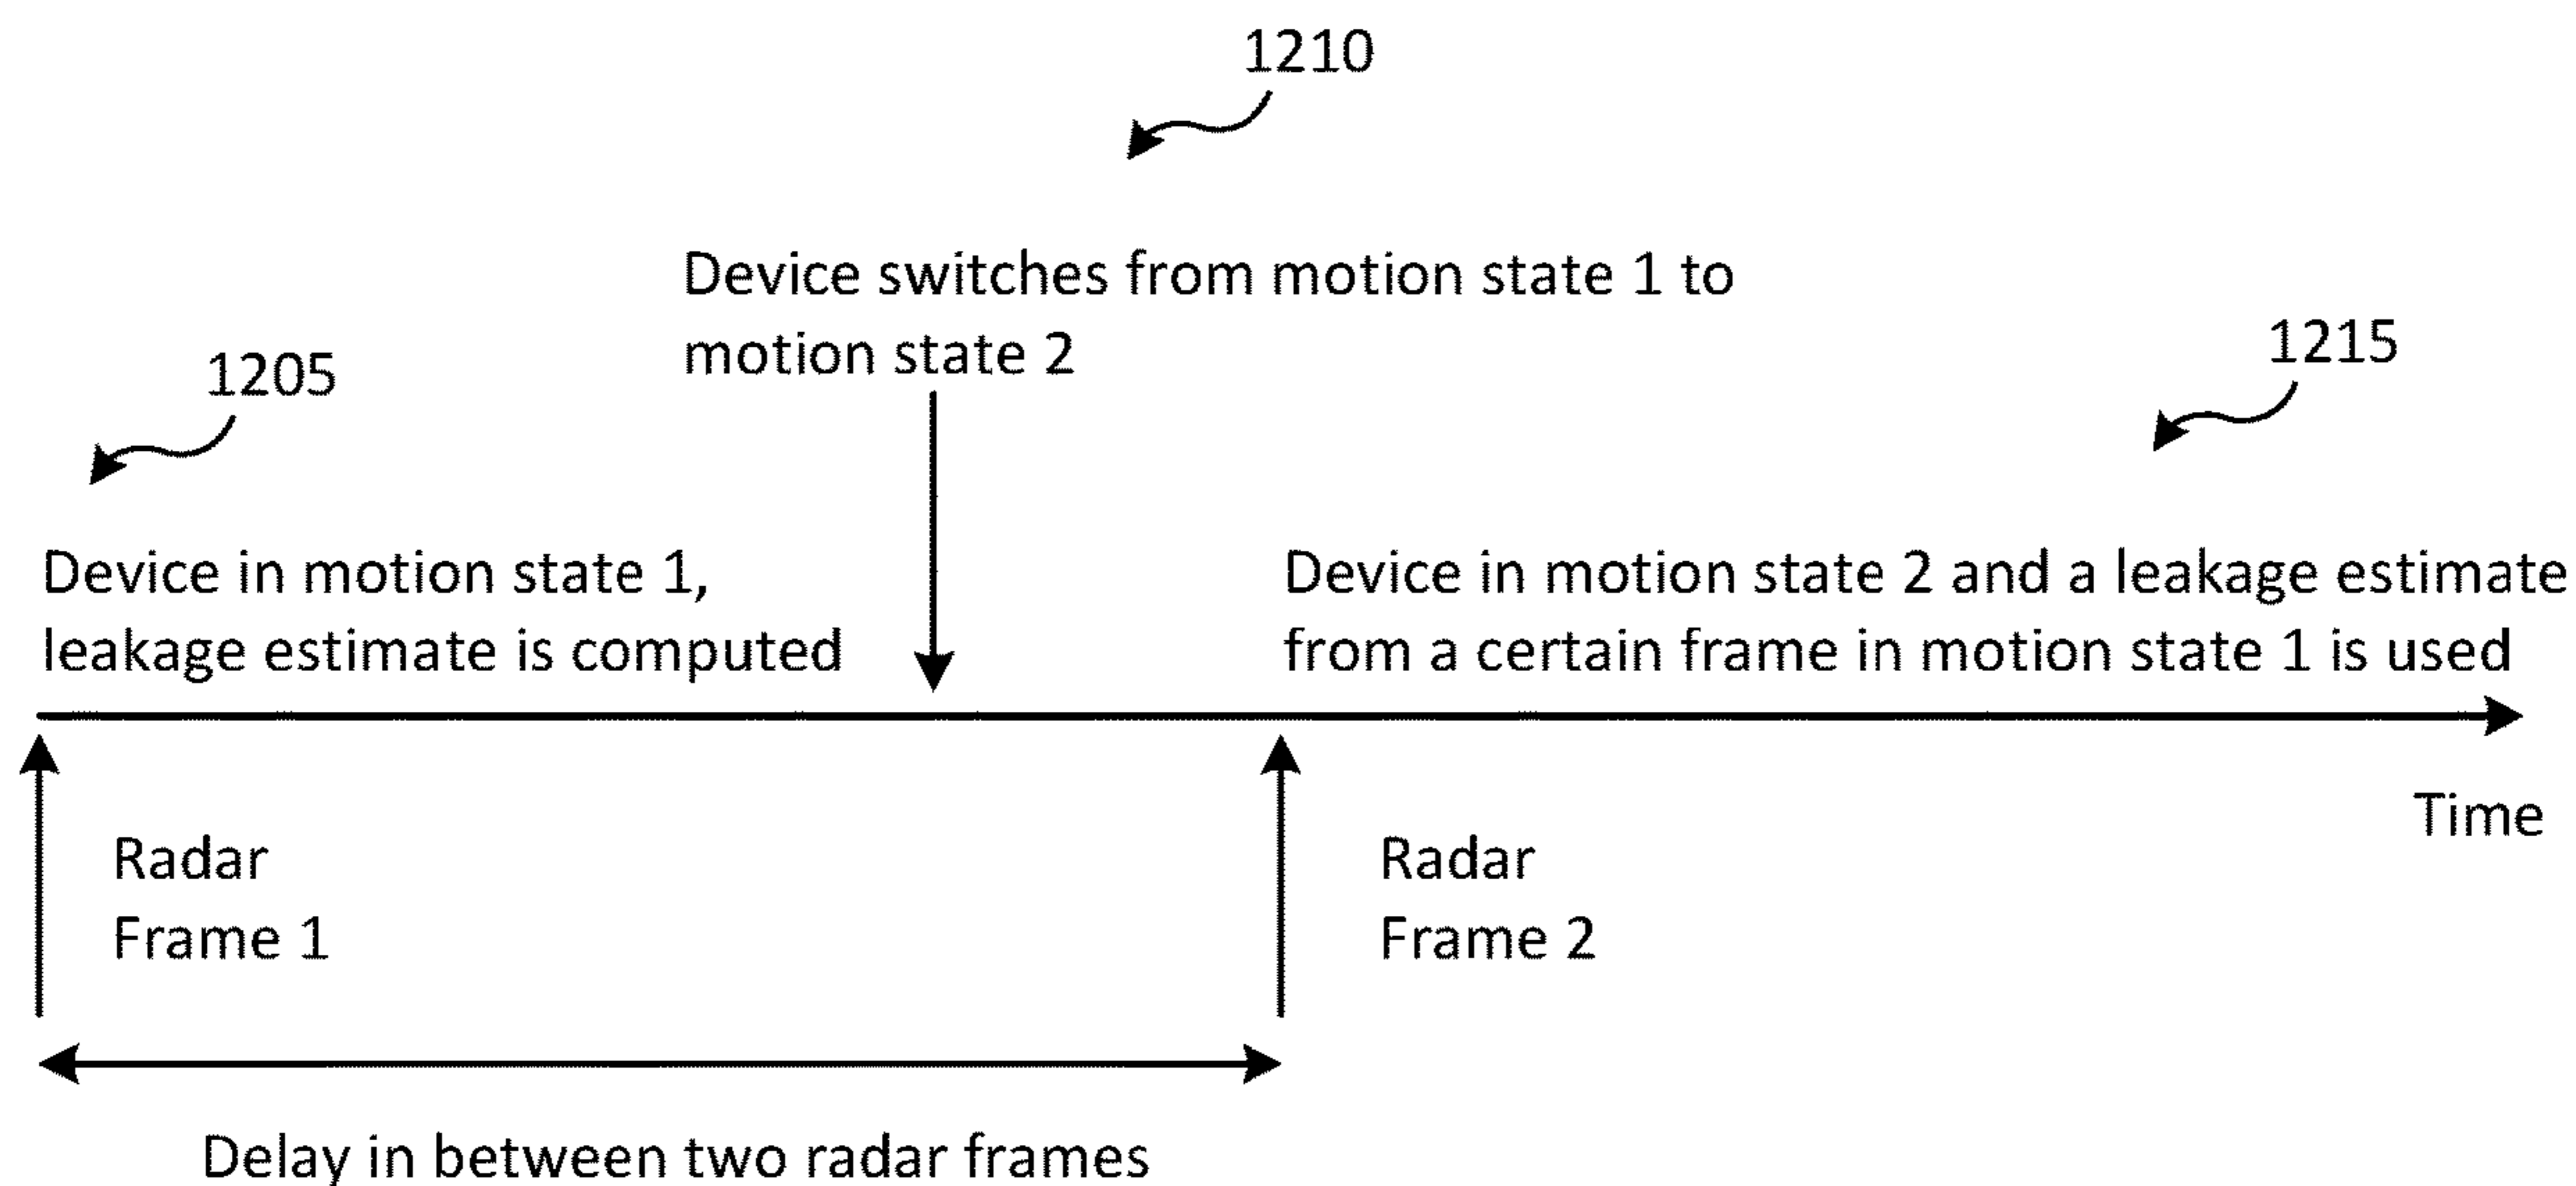 1210
Device switches from motion state 1 to
motion state 2
1205
1215
Device in motion state 1,
leakage estimate is computed
Device in motion state 2 and a leakage estimate
from a certain frame in motion state 1 is used
Time
Radar
Frame 1
Radar
Frame 2
Delay in between two radar frames